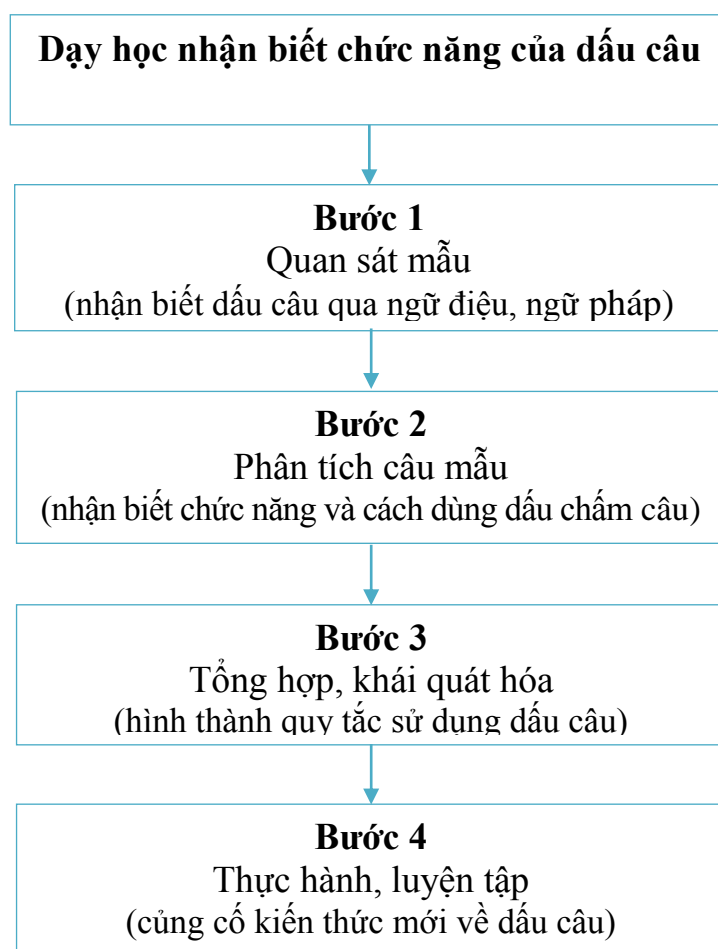 Dạy học nhận biết chức năng của dấu câu
Bước 1
Quan sát mẫu
(nhận biết dấu câu qua ngữ điệu, ngữ pháp)
Bước 2
Phân tích câu mẫu
(nhận biết chức năng và cách dùng dấu chấm câu)
Bước 3
Tổng hợp, khái quát hóa
(hình thành quy tắc sử dụng dấu câu)
Bước 4
Thực hành, luyện tập
(củng cố kiến thức mới về dấu câu)